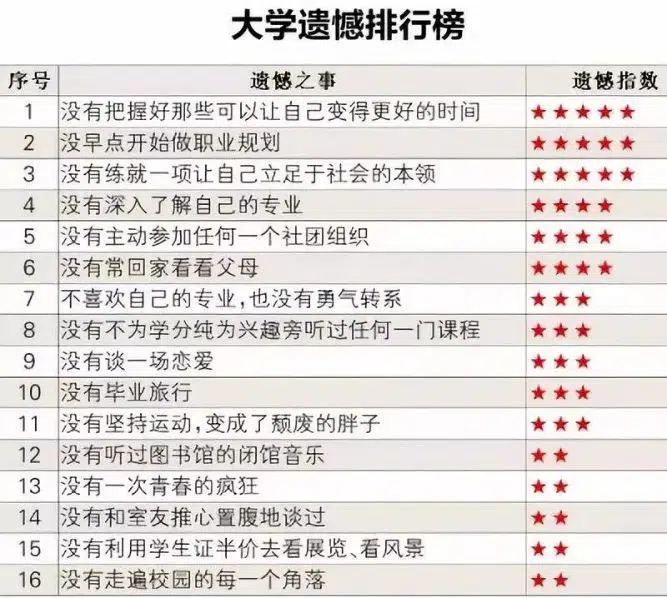 大学遗憾排行榜
序号 遗憾之事 遗憾指数
1 没有把握好那些可以让自己变得更好的时间 ★★★★★
2 没早点开始做职业规划 ★★★★★
3 没有练就一项让自己立足于社会的本领 ★★★★★
4 没有深入了解自己的专业 ★★★★
5 没有主动参加任何一个社团组织 ★★★★
6 没有常回家看看父母 ★★★★
7 不喜欢自己的专业,也没有勇气转系 ★★★
8 没有不为学分纯为兴趣旁听过任何一门课程 ★★★
9 没有谈一场恋爱 ★★★
10 没有毕业旅行 ★★★
11 没有坚持运动,变成了颓废的胖子 ★★★
12 没有听过图书馆的闭馆音乐 ★★
13 没有一次青春的疯狂 ★★
14 没有和室友推心置腹地谈过 ★★
15 没有利用学生证半价去看展览、看风景 ★★
16 没有走遍校园的每一个角落 ★★